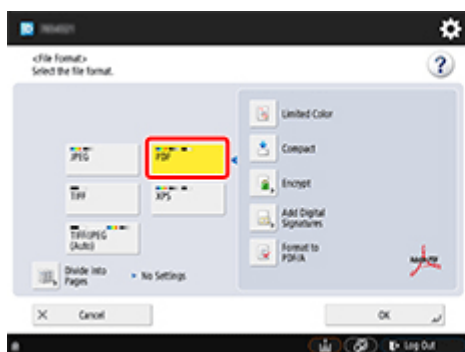 <File Format>
Select the file format.
?
JPEG
PDF
TIFF
XPS
TIFF/JPEG
(Auto)
Divide Into
Pages
No Settings
Limited Color
Compact
Encrypt
Add Digital
Signatures
Format to
PDF/A
Cancel
OK
Log Out